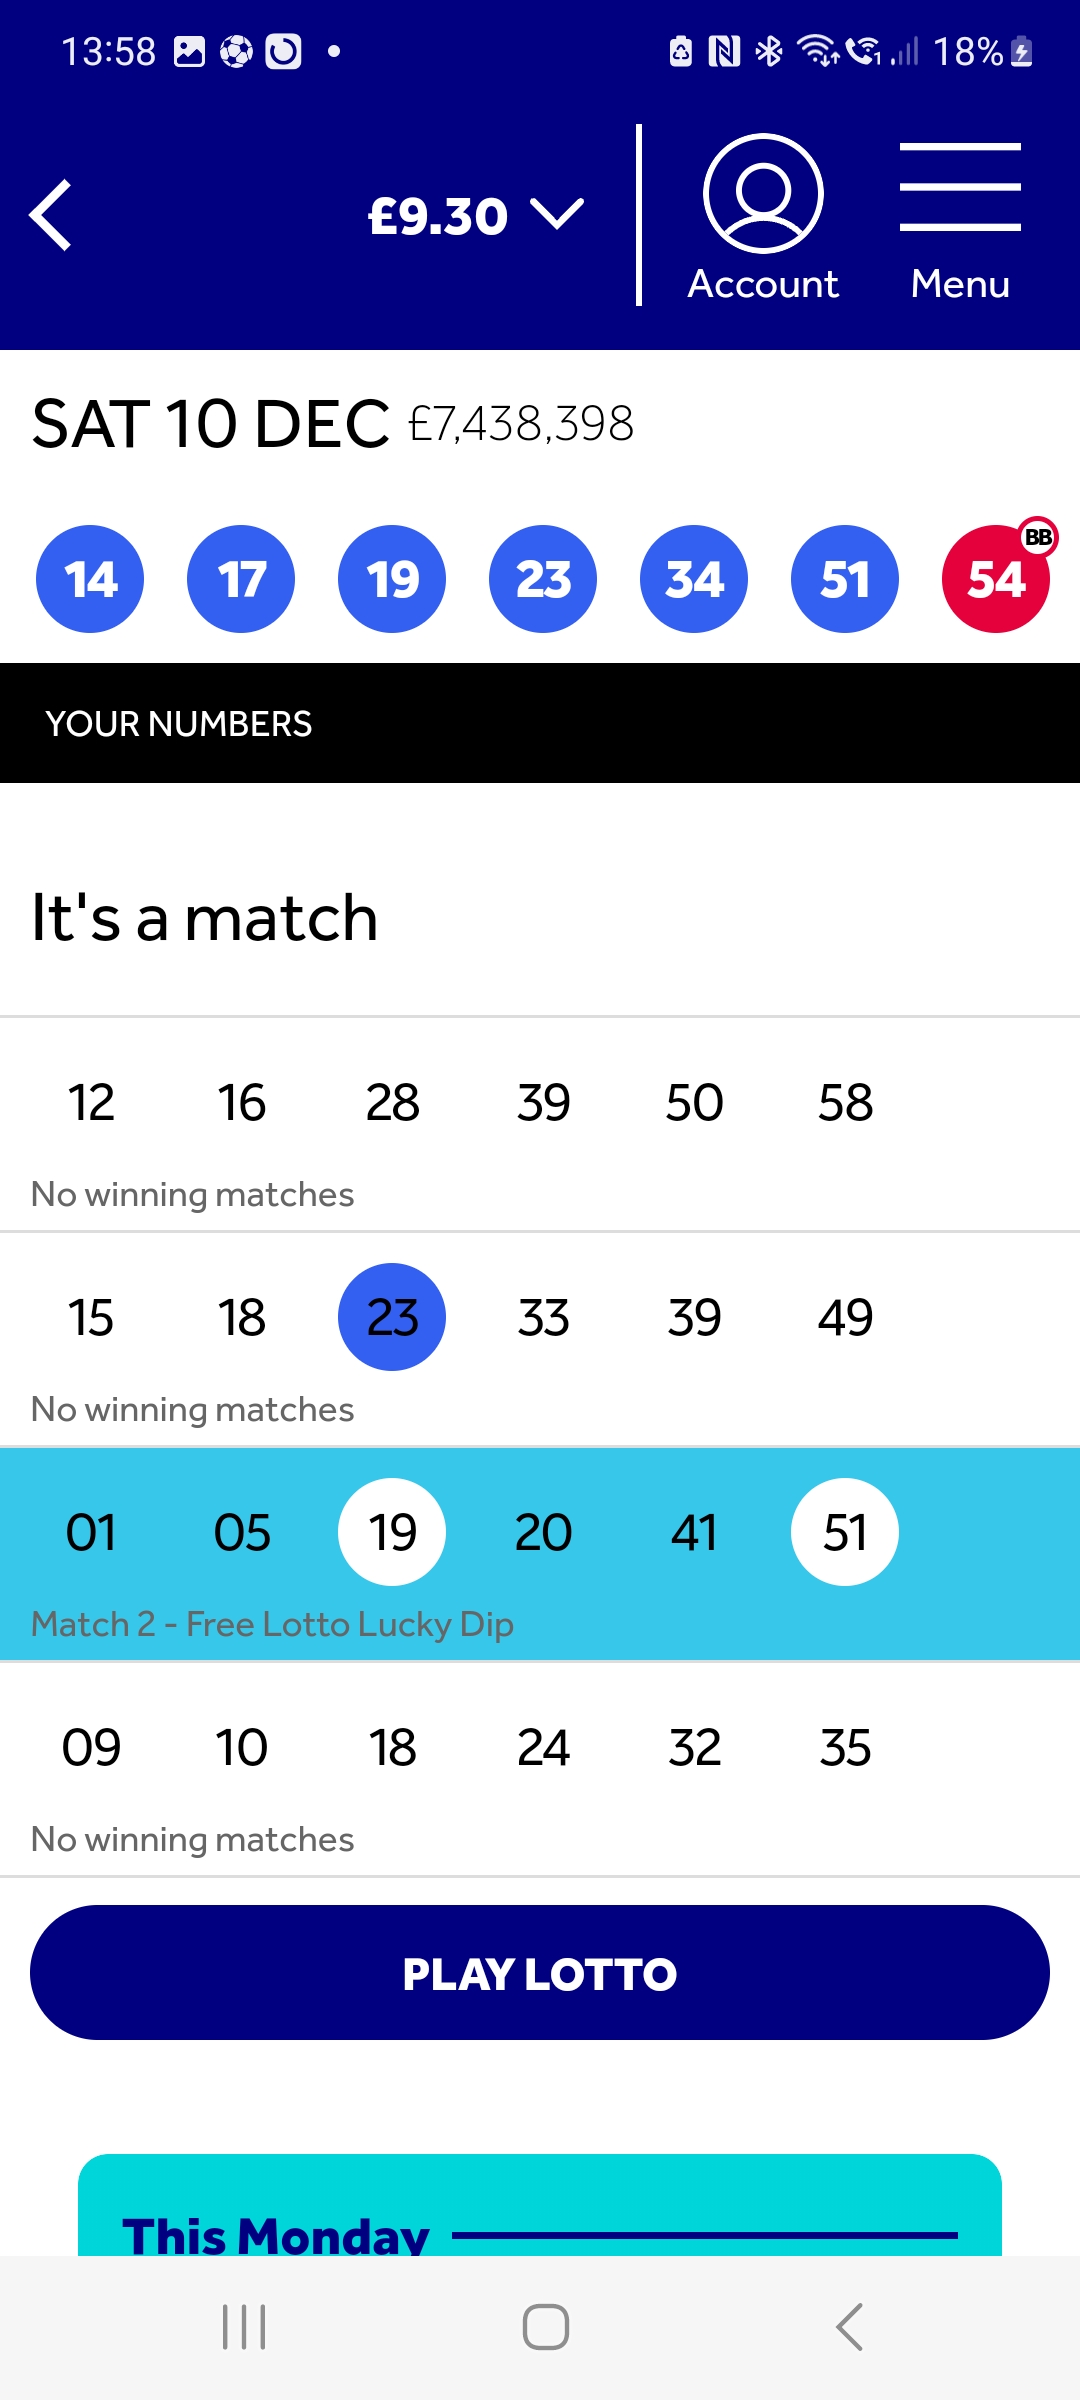 13:58 18%
£9.30
Account Menu
SAT 10 DEC £7,438,398
14 17 19 23 34 51 54 BB
YOUR NUMBERS
It's a match
12 16 28 39 50 58
No winning matches
15 18 23 33 39 49
No winning matches
01 05 19 20 41 51
Match 2 - Free Lotto Lucky Dip
09 10 18 24 32 35
No winning matches
PLAY LOTTO
This Monday